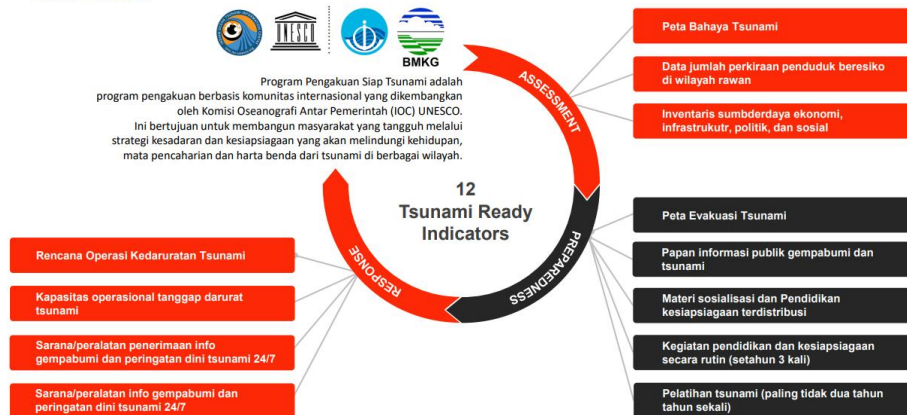 UNESCO
BMKG
Program Pengakuan Siap Tsunami adalah
program pengakuan berbasis komunitas internasional yang dikembangkan
oleh Komisi Oseanografi Antar Pemerintah (IOC) UNESCO.
Ini bertujuan untuk membangun masyarakat yang tangguh melalui
strategi kesadaran dan kesiapsiagaan yang akan melindungi kehidupan,
mata pencaharian dan harta benda dari tsunami di berbagai wilayah.
12
Tsunami Ready
Indicators
ASSESSMENT
Peta Bahaya Tsunami
Data jumlah perkiraan penduduk beresiko
di wilayah rawan
Inventaris sumbderdaya ekonomi,
infrastrukutr, politik, dan sosial
PREPAREDNESS
Peta Evakuasi Tsunami
Papan informasi publik gempabumi dan
tsunami
Materi sosialisasi dan Pendidikan
kesiapsiagaan terdistribusi
Kegiatan pendidikan dan kesiapsiagaan
secara rutin (setahun 3 kali)
Pelatihan tsunami (paling tidak dua tahun
tahun sekali)
RESPONSE
Rencana Operasi Kedaruratan Tsunami
Kapasitas operasional tanggap darurat
tsunami
Sarana/peralatan penerimaan info
gempabumi dan peringatan dini tsunami 24/7
Sarana/peralatan info gempabumi dan
peringatan dini tsunami 24/7